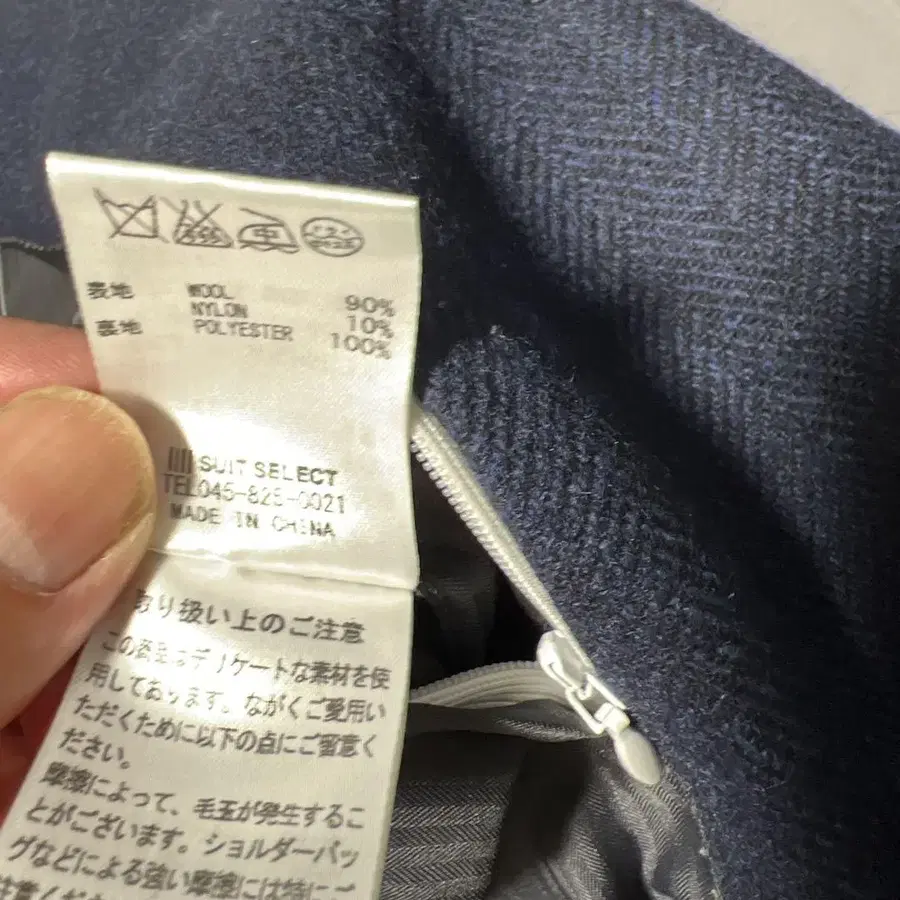 表地 WOOL 90%
NYLON 10%
裏地 POLYESTER 100%
SUIT SELECT
TEL045-828-0021
MADE IN CHINA
取り扱い上のご注意
この商品はデリケートな素材を使
用しております。ながくご愛用い
ただくために以下の点にご留意く
ださい。
摩擦によって、毛玉が発生するこ
とがございます。ショルダーバッ
グなどによる強い摩擦には特にご
注意くだ